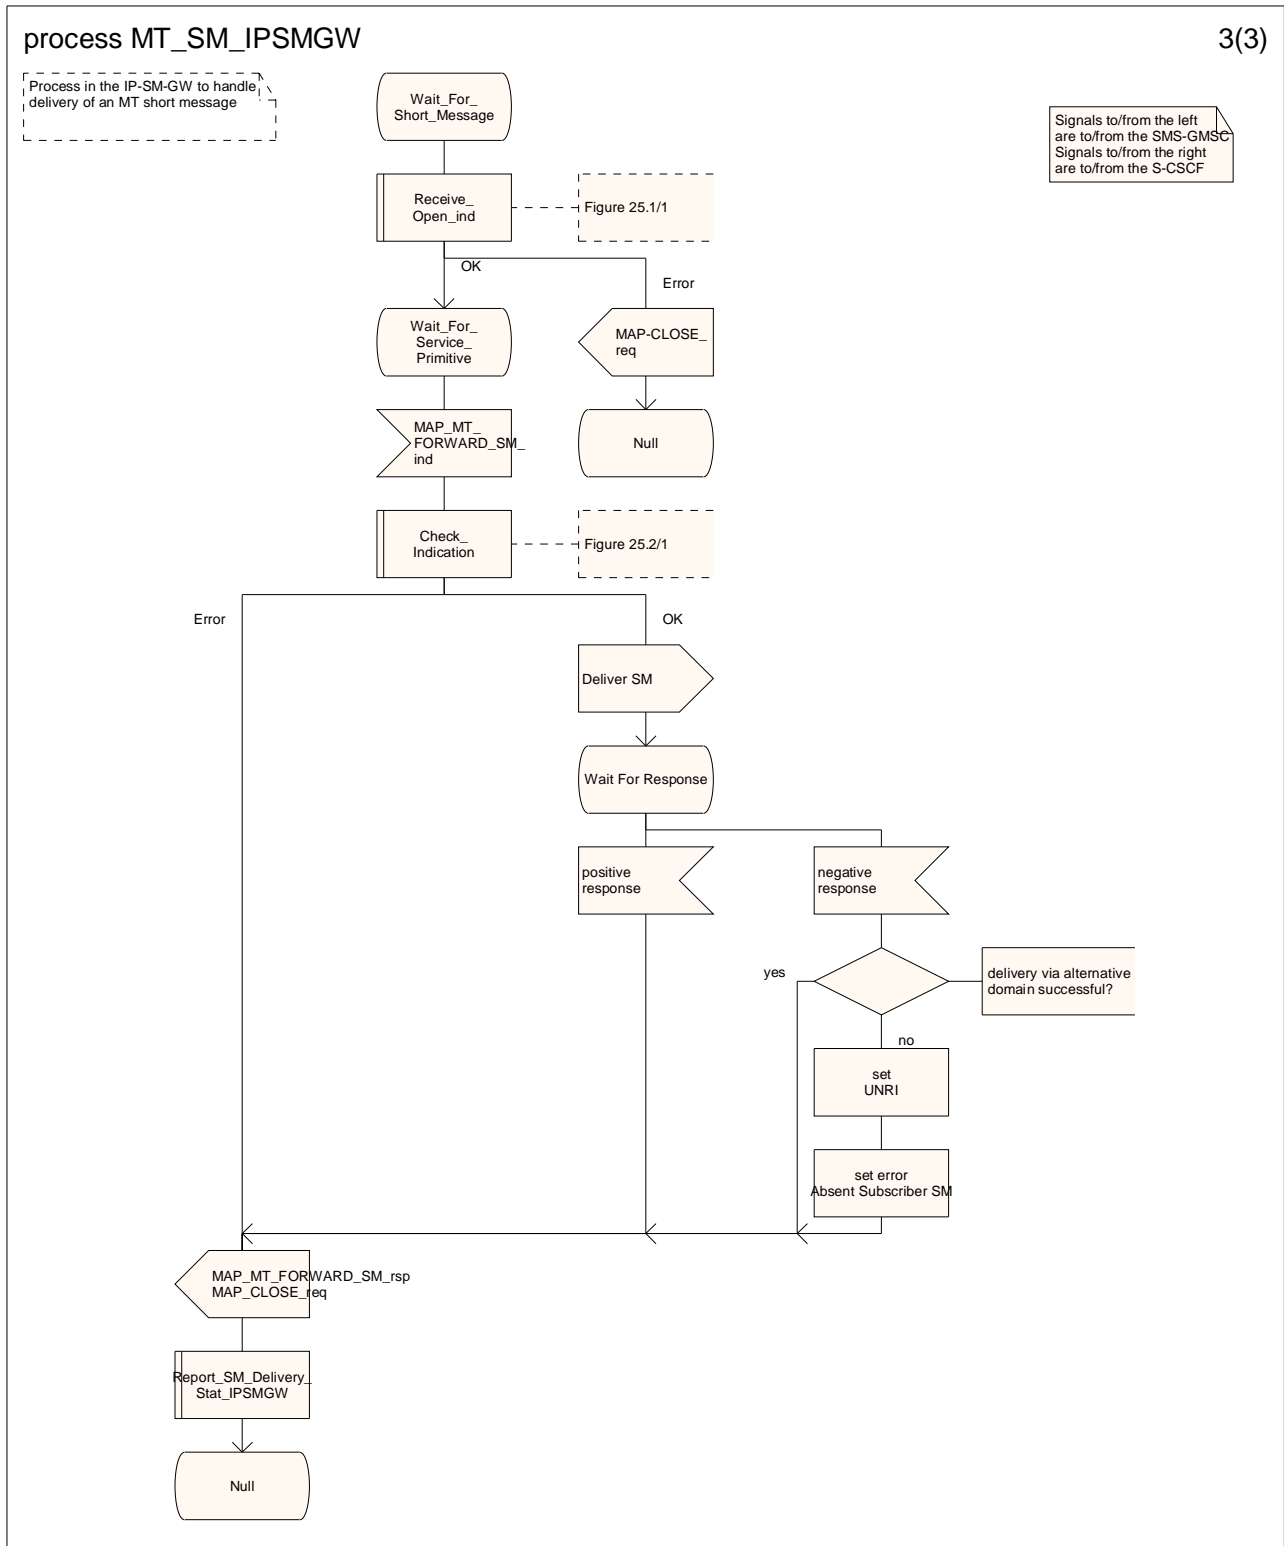 process MT_SM_IPSMGW
3(3)
Process in the IP-SM-GW to handle
delivery of an MT short message
Wait_For_
Short_Message
Signals to/from the left
are to/from the SMS-GMSC
Signals to/from the right
are to/from the S-CSCF
Receive_
Open_ind
Figure 25.1/1
OK
Error
Wait_For_
Service_
Primitive
MAP-CLOSE_
req
MAP_MT_
FORWARD_SM_
ind
Null
Check_
Indication
Figure 25.2/1
Error
OK
Deliver SM
Wait For Response
positive
response
negative
response
yes
delivery via alternative
domain successful?
no
set
UNRI
set error
Absent Subscriber SM
MAP_MT_FORWARD_SM_rsp
MAP_CLOSE_req
Report_SM_Delivery_
Stat_IPSMGW
Null